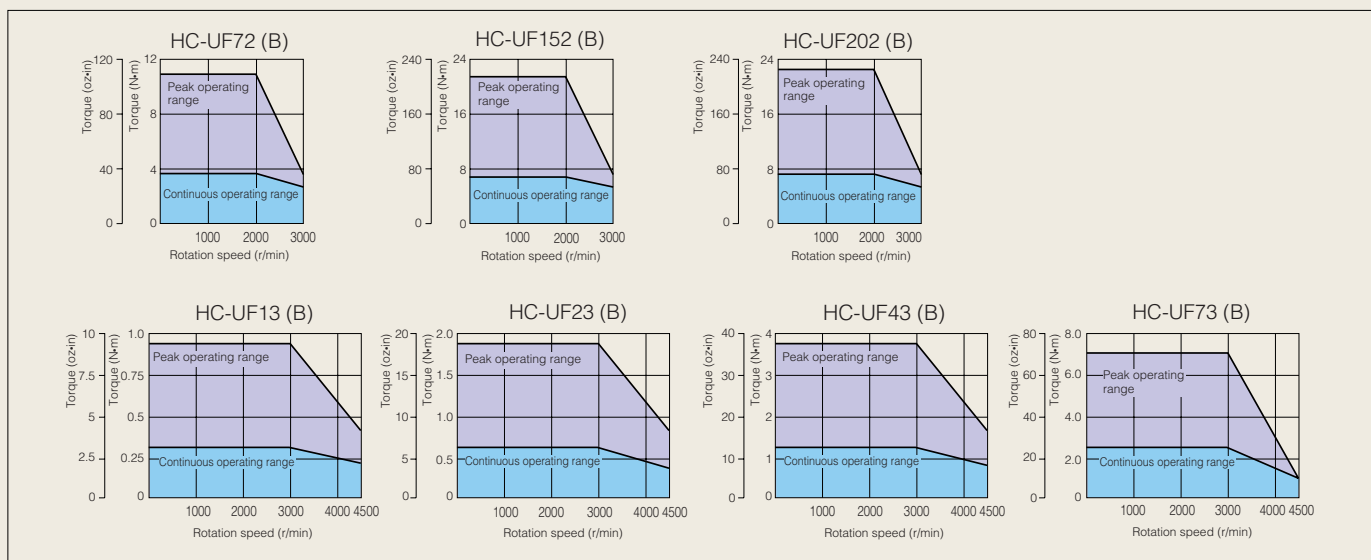 HC-UF72 (B)
Torque (oz•in)
120
80
40
0
Torque (N•m)
12
8
4
0
Peak operating
range
Continuous operating range
1000 2000 3000
Rotation speed (r/min)
HC-UF152 (B)
Torque (oz•in)
240
160
80
0
Torque (N•m)
24
16
8
0
Peak operating
range
Continuous operating range
1000 2000 3000
Rotation speed (r/min)
HC-UF202 (B)
Torque (oz•in)
240
160
80
0
Torque (N•m)
24
16
8
0
Peak operating
range
Continuous operating range
1000 2000 3000
Rotation speed (r/min)
HC-UF13 (B)
Torque (oz•in)
10
7.5
5
2.5
0
Torque (N•m)
1.0
0.75
0.5
0.25
0
Peak operating range
Continuous operating range
1000 2000 3000 4000 4500
Rotation speed (r/min)
HC-UF23 (B)
Torque (oz•in)
20
15
10
5
0
Torque (N•m)
2.0
1.5
1.0
0.5
0
Peak operating range
Continuous operating range
1000 2000 3000 4000 4500
Rotation speed (r/min)
HC-UF43 (B)
Torque (oz•in)
40
30
20
10
0
Torque (N•m)
4
3
2
1
0
Peak operating range
Continuous operating range
1000 2000 3000 4000 4500
Rotation speed (r/min)
HC-UF73 (B)
Torque (oz•in)
80
60
40
20
0
Torque (N•m)
8.0
6.0
4.0
2.0
0
Peak operating
range
Continuous operating range
1000 2000 3000 4000 4500
Rotation speed (r/min)